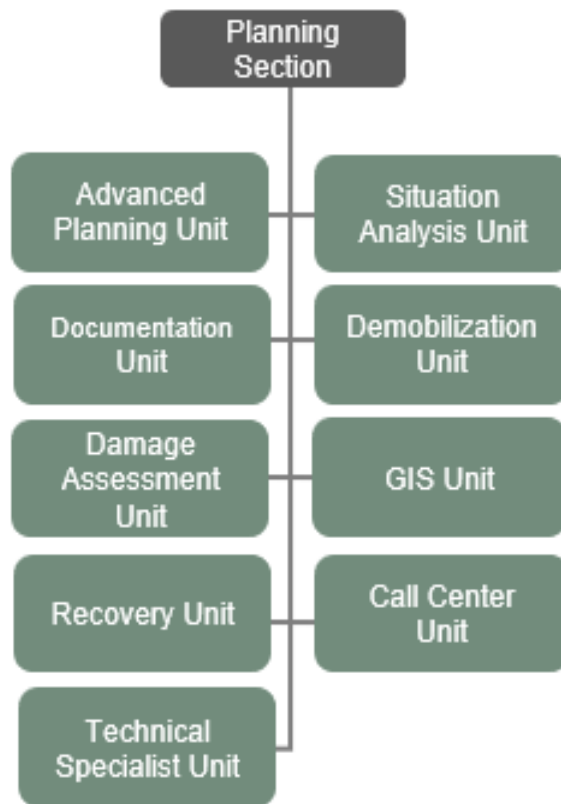 Planning
Section
Advanced
Planning Unit
Situation
Analysis Unit
Documentation
Unit
Demobilization
Unit
Damage
Assessment
Unit
GIS Unit
Recovery Unit
Call Center
Unit
Technical
Specialist Unit